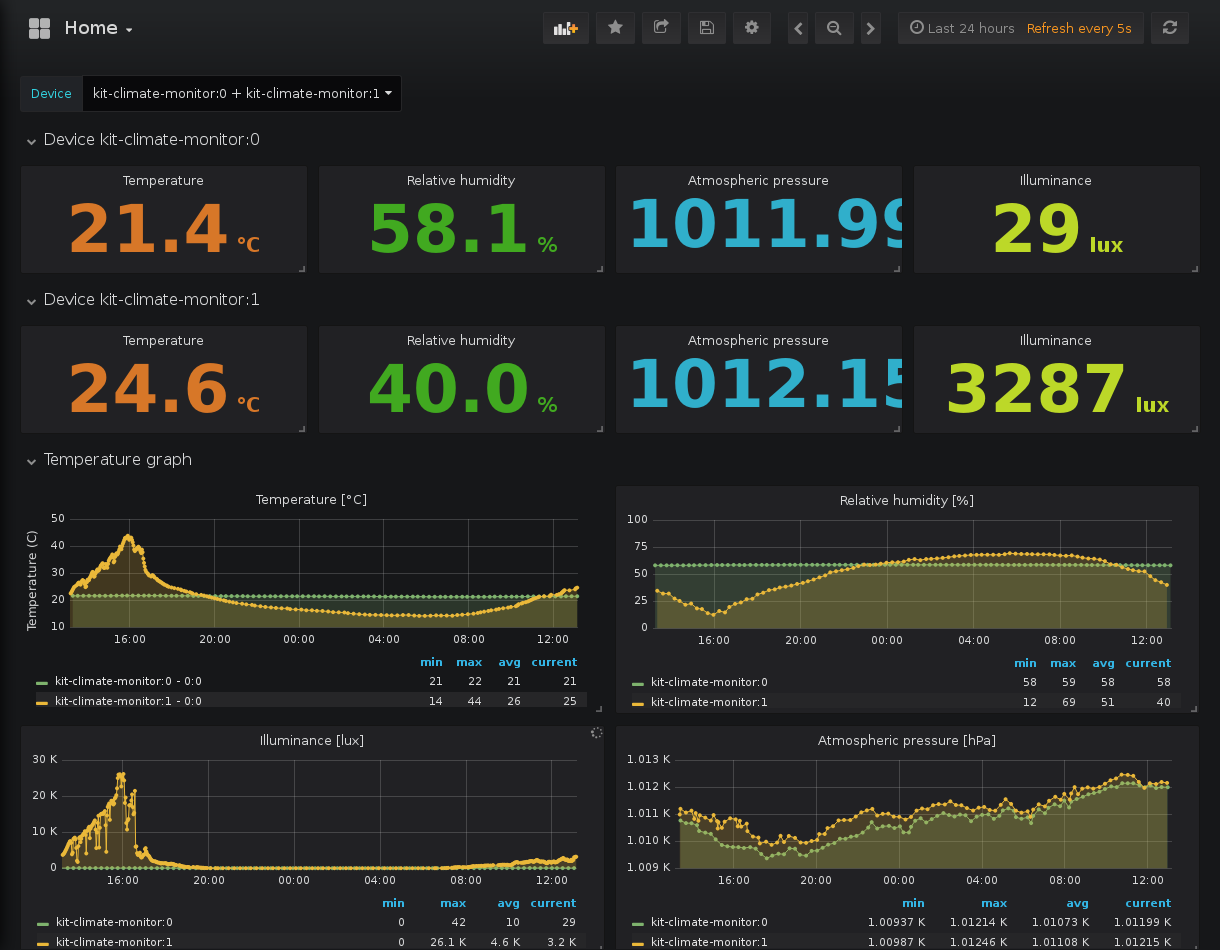 Home
Last 24 hours Refresh every 5s
Device kit-climate-monitor:0 + kit-climate-monitor:1
Device kit-climate-monitor:0
Temperature Relative humidity Atmospheric pressure Illuminance
21.4 °C 58.1 % 1011.99 29 lux
Device kit-climate-monitor:1
Temperature Relative humidity Atmospheric pressure Illuminance
24.6 °C 40.0 % 1012.15 3287 lux
Temperature graph
Temperature [°C]
Temperature (C)
50
40
30
20
10
16:00 20:00 00:00 04:00 08:00 12:00
min max avg current
kit-climate-monitor:0 - 0:0 21 22 21 21
kit-climate-monitor:1 - 0:0 14 44 26 25
Relative humidity [%]
100
75
50
25
0
16:00 20:00 00:00 04:00 08:00 12:00
min max avg current
kit-climate-monitor:0 58 59 58 58
kit-climate-monitor:1 12 69 51 40
Illuminance [lux]
30 K
20 K
10 K
0
16:00 20:00 00:00 04:00 08:00 12:00
min max avg current
kit-climate-monitor:0 0 42 10 29
kit-climate-monitor:1 0 26.1 K 4.6 K 3.2 K
Atmospheric pressure [hPa]
1.013 K
1.012 K
1.011 K
1.010 K
1.009 K
16:00 20:00 00:00 04:00 08:00 12:00
min max avg current
kit-climate-monitor:0 1.00937 K 1.01214 K 1.01073 K 1.01199 K
kit-climate-monitor:1 1.00987 K 1.01246 K 1.01108 K 1.01215 K